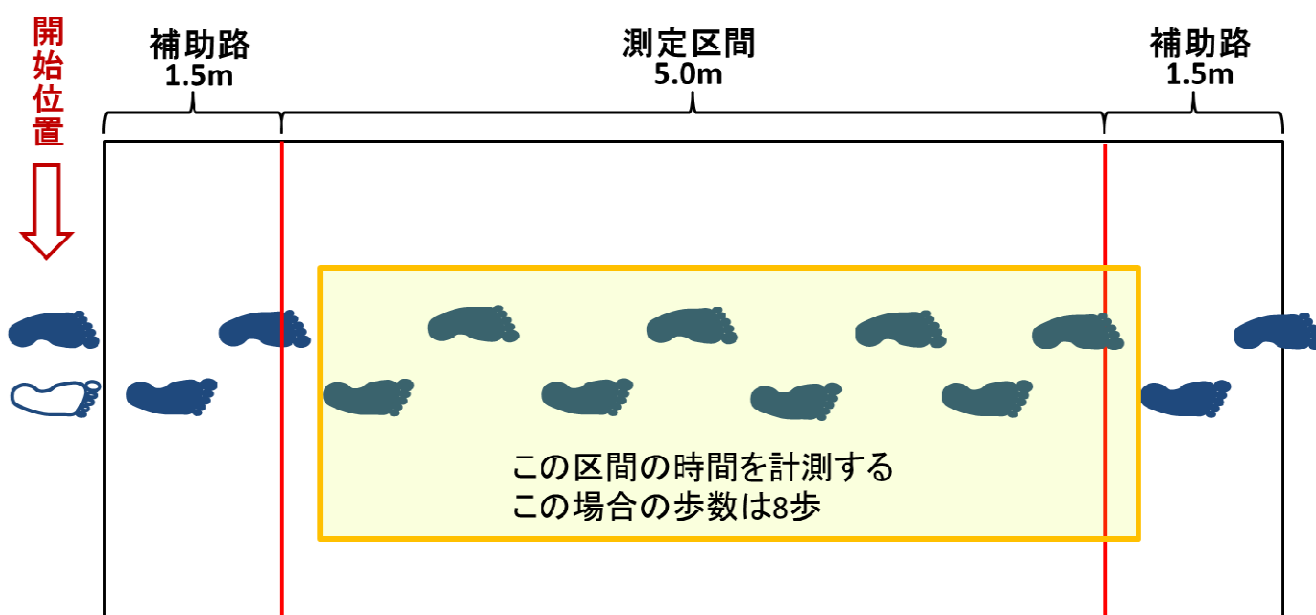 開始位置
補助路
1.5m
測定区間
5.0m
補助路
1.5m
この区間の時間を計測する
この場合の歩数は8歩